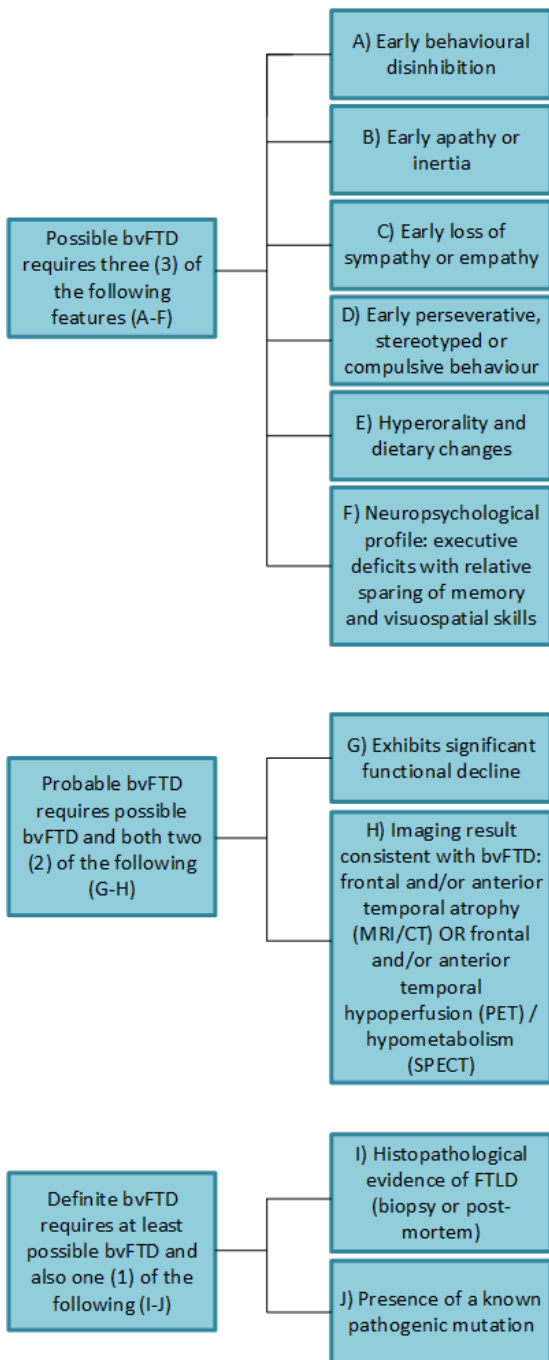 Possible bvFTD
requires three (3) of
the following
features (A-F)
A) Early behavioural
disinhibition
B) Early apathy or
inertia
C) Early loss of
sympathy or empathy
D) Early perseverative,
stereotyped or
compulsive behaviour
E) Hyperorality and
dietary changes
F) Neuropsychological
profile: executive
deficits with relative
sparing of memory
and visuospatial skills
Probable bvFTD
requires possible
bvFTD and both two
(2) of the following
(G-H)
G) Exhibits significant
functional decline
H) Imaging result
consistent with bvFTD:
frontal and/or anterior
temporal atrophy
(MRI/CT) OR frontal
and/or anterior
temporal
hypoperfusion (PET) /
hypometabolism
(SPECT)
Definite bvFTD
requires at least
possible bvFTD and
also one (1) of the
following (I-J)
I) Histopathological
evidence of FTLD
(biopsy or post-
mortem)
J) Presence of a known
pathogenic mutation